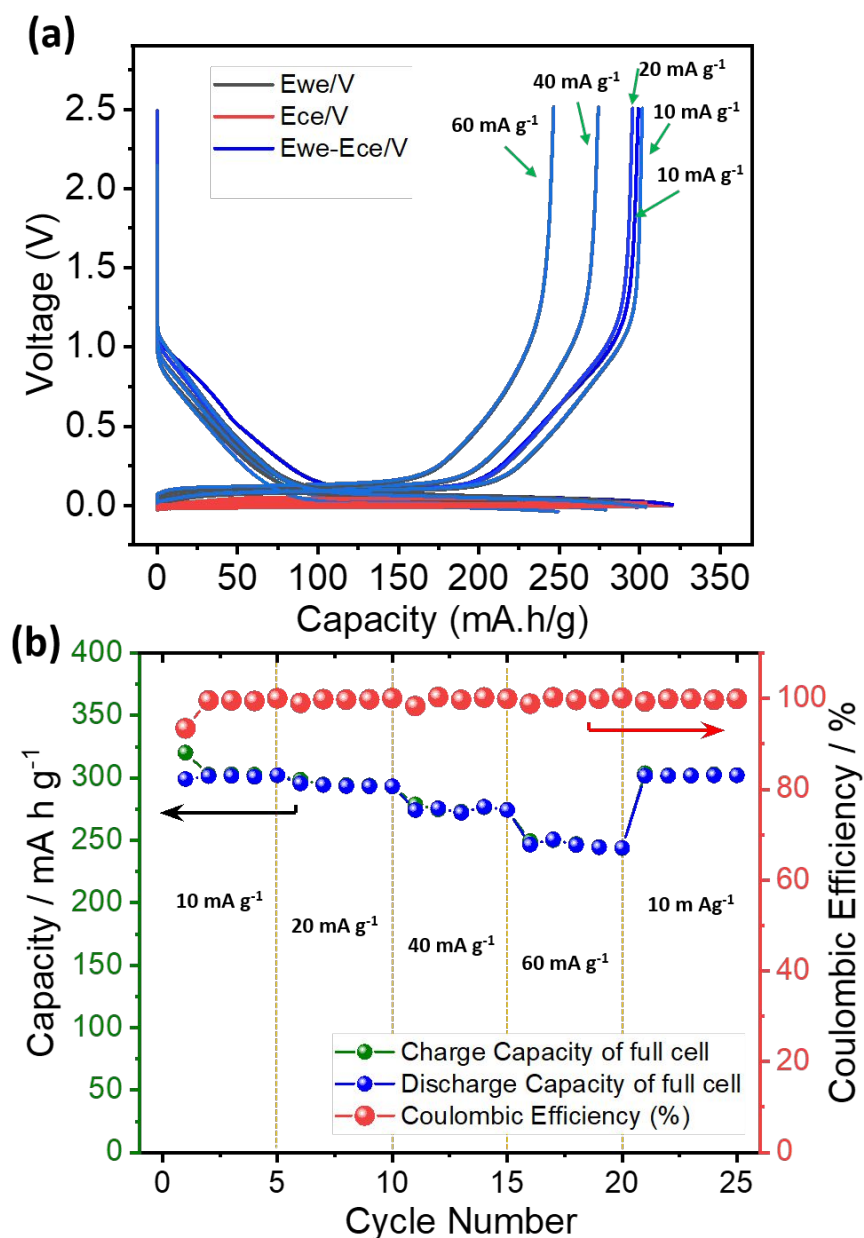 (a)
Ewe/V
Ece/V
Ewe-Ece/V
60 mA g⁻¹
40 mA g⁻¹
20 mA g⁻¹
10 mA g⁻¹
10 mA g⁻¹
Voltage (V)
2.5
2.0
1.5
1.0
0.5
0.0
0 50 100 150 200 250 300 350
Capacity (mA.h/g)
(b)
Capacity / mA h g⁻¹
400
350
300
250
200
150
100
75
50
25
0
10 mA g⁻¹
20 mA g⁻¹
40 mA g⁻¹
60 mA g⁻¹
10 m Ag⁻¹
Charge Capacity of full cell
Discharge Capacity of full cell
Coulombic Efficiency (%)
100
80
60
40
20
0
Coulombic Efficiency / %
0 5 10 15 20 25
Cycle Number